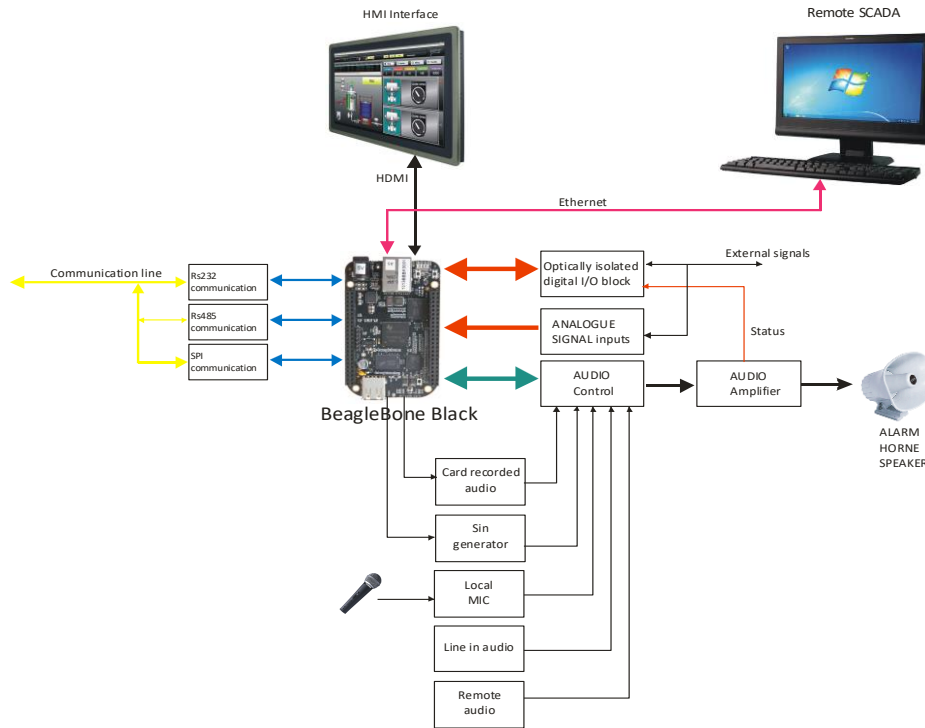 HMI Interface
Remote SCADA
HDMI
Ethernet
Communication line
Rs232
communication
Rs485
communication
SPI
communication
Optically isolated
digital I/O block
External signals
ANALOGUE
SIGNAL inputs
Status
AUDIO
Control
AUDIO
Amplifier
BeagleBone Black
ALARM
HORNE
SPEAKER
Card recorded
audio
Sin
generator
Local
MIC
Line in audio
Remote
audio